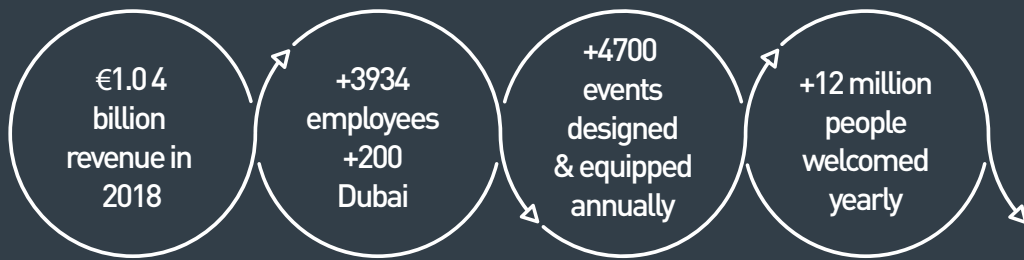 €1.0 4
billion
revenue in
2018
+3934
employees
+200
Dubai
+4700
events
designed
& equipped
annually
+12 million
people
welcomed
yearly